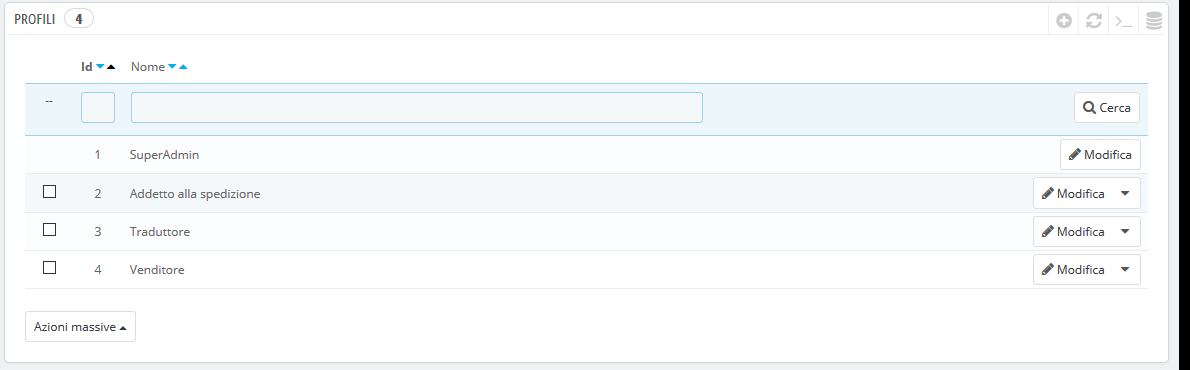 PROFILI 4
Id Nome
-- Cerca
1 SuperAdmin Modifica
2 Addetto alla spedizione Modifica
3 Traduttore Modifica
4 Venditore Modifica
Azioni massive